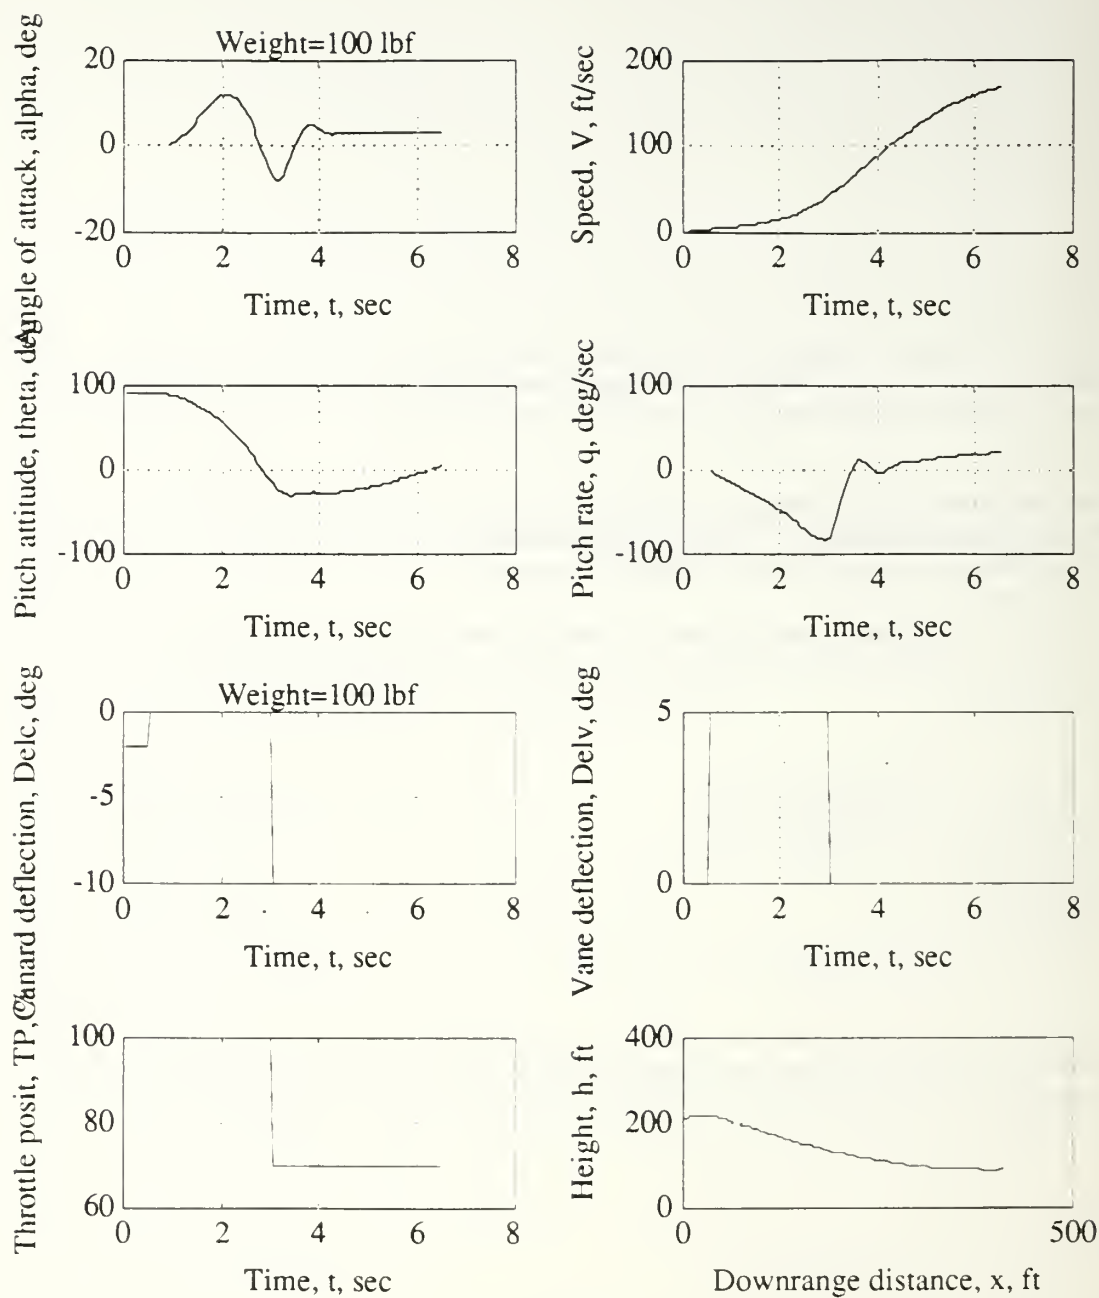 Weight=100 lbf
Angle of attack, alpha, deg
20
0
-20
0 2 4 6 8
Time, t, sec
Speed, V, ft/sec
200
100
0
0 2 4 6 8
Time, t, sec
Pitch attitude, theta, deg
100
0
-100
0 2 4 6 8
Time, t, sec
Pitch rate, q, deg/sec
100
0
-100
0 2 4 6 8
Time, t, sec
Weight=100 lbf
Canard deflection, Delc, deg
0
-5
-10
0 2 4 6 8
Time, t, sec
Vane deflection, Delv, deg
5
0
0 2 4 6 8
Time, t, sec
Throttle posit, TP, %
100
80
60
0 2 4 6 8
Time, t, sec
Height, h, ft
400
200
0
0 500
Downrange distance, x, ft